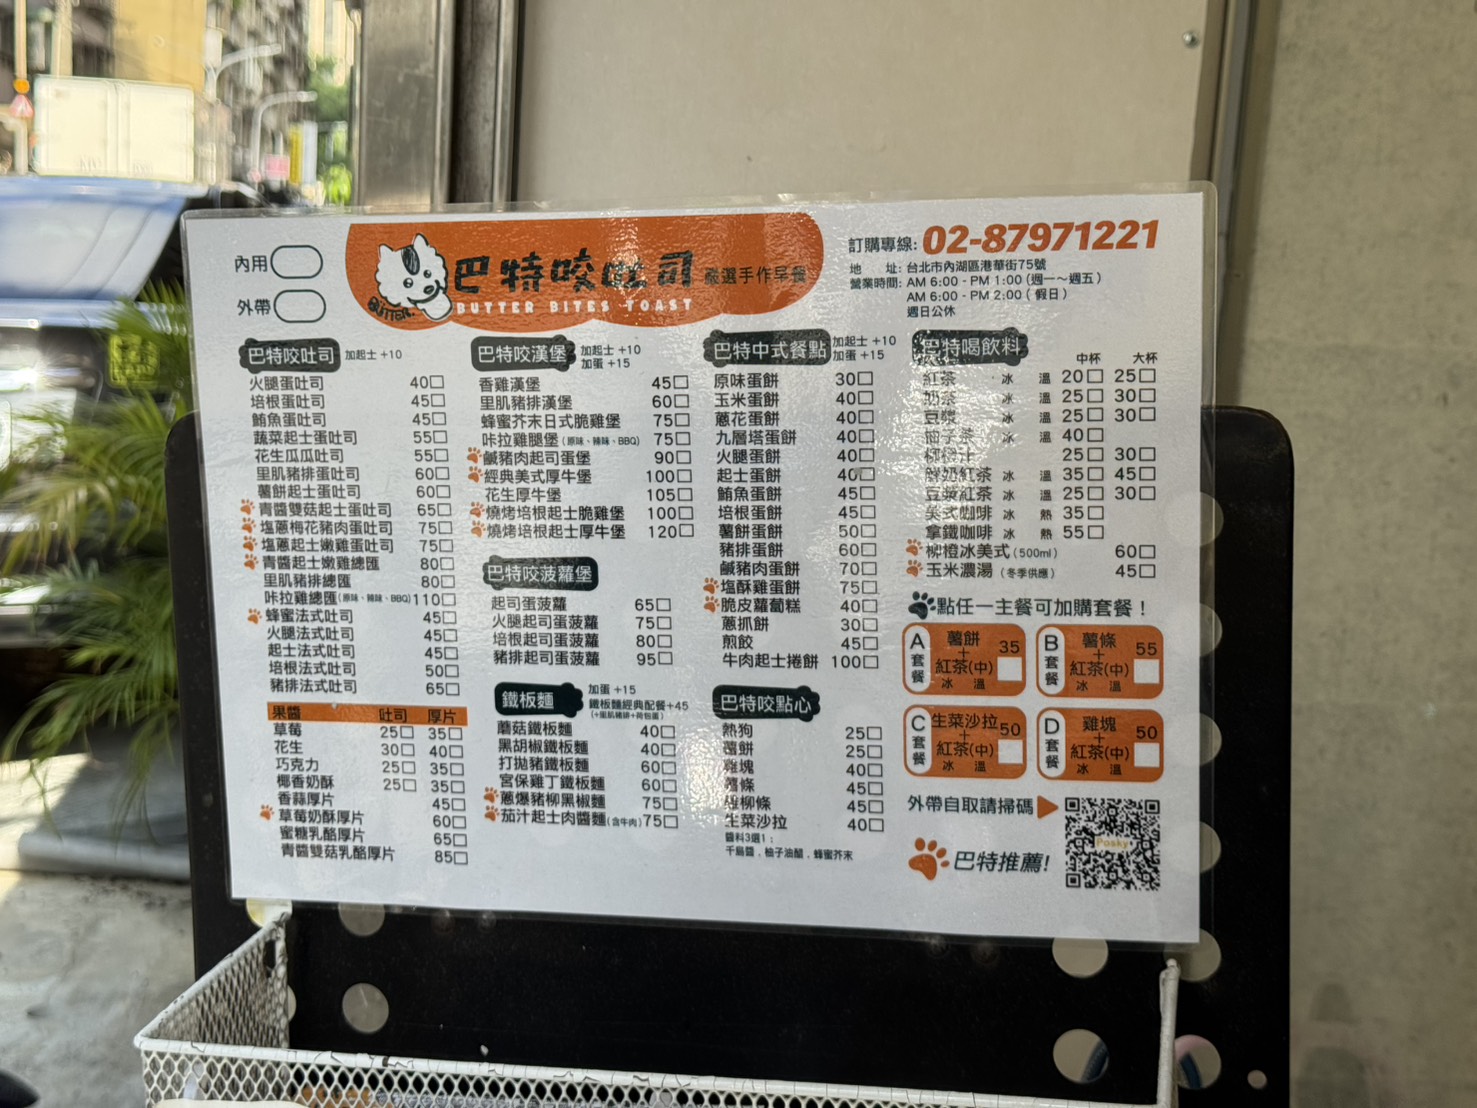 內用
外帶
BUTTER.
巴特咬吐司 嚴選手作早餐
BUTTER BITES TOAST
訂購專線: 02-87971221
地 址: 台北市內湖區港華街75號
營業時間: AM 6:00 - PM 1:00 (週一～週五)
AM 6:00 - PM 2:00 (假日)
週日公休
巴特咬吐司 加起士 +10
火腿蛋吐司 40
培根蛋吐司 45
鮪魚蛋吐司 45
蔬菜起士蛋吐司 55
花生瓜瓜吐司 55
里肌豬排蛋吐司 60
薯餅起士蛋吐司 60
青醬雙菇起士蛋吐司 65
塩蔥梅花豬肉蛋吐司 75
塩蔥起士嫩雞蛋吐司 75
青醬起士嫩雞總匯 80
里肌豬排總匯 80
咔拉雞總匯(原味、辣味、BBQ) 110
蜂蜜法式吐司 45
火腿法式吐司 45
起士法式吐司 45
培根法式吐司 50
豬排法式吐司 65
果醬 吐司 厚片
草莓 25 35
花生 30 40
巧克力 25 35
椰香奶酥 25 35
香蒜厚片 45
草莓奶酥厚片 60
蜜糖乳酪厚片 65
青醬雙菇乳酪厚片 85
巴特咬漢堡 加起士 +10
加蛋 +15
香雞漢堡 45
里肌豬排漢堡 60
蜂蜜芥末日式脆雞堡 75
咔拉雞腿堡(原味、辣味、BBQ) 75
鹹豬肉起司蛋堡 90
經典美式厚牛堡 100
花生厚牛堡 105
燒烤培根起士脆雞堡 100
燒烤培根起士厚牛堡 120
巴特咬菠蘿堡
起司蛋菠蘿 65
火腿起司蛋菠蘿 75
培根起司蛋菠蘿 80
豬排起司蛋菠蘿 95
鐵板麵 加蛋 +15
鐵板麵經典配餐+45
(+里肌豬排+荷包蛋)
蘑菇鐵板麵 40
黑胡椒鐵板麵 40
打拋豬鐵板麵 60
宮保雞丁鐵板麵 60
蔥爆豬柳黑椒麵 75
茄汁起士肉醬麵(含牛肉) 75
巴特中式餐點 加起士 +10
加蛋 +15
原味蛋餅 30
玉米蛋餅 40
蔥花蛋餅 40
九層塔蛋餅 40
火腿蛋餅 40
起士蛋餅 40
鮪魚蛋餅 45
培根蛋餅 45
薯餅蛋餅 50
豬排蛋餅 60
鹹豬肉蛋餅 70
塩酥雞蛋餅 75
脆皮蘿蔔糕 40
蔥抓餅 30
煎餃 45
牛肉起士捲餅 100
巴特咬點心
熱狗 25
薯餅 25
雞塊 40
薯條 45
雞柳條 45
生菜沙拉 40
醬料3選1:
千島醬、柚子油醋、蜂蜜芥末
巴特喝飲料 中杯 大杯
紅茶 冰 溫 20 25
奶茶 冰 溫 25 30
豆漿 冰 溫 25 30
柚子茶 冰 溫 40
柳橙汁 25 30
鮮奶紅茶 冰 溫 35 45
豆漿紅茶 冰 溫 25 30
美式咖啡 冰 熱 35
拿鐵咖啡 冰 熱 55
柳橙冰美式(500ml) 60
玉米濃湯 (冬季供應) 45
點任一主餐可加購套餐！
A套餐 薯餅+紅茶(中) 冰 溫 35
B套餐 薯條+紅茶(中) 冰 溫 55
C套餐 生菜沙拉+紅茶(中) 冰 溫 50
D套餐 雞塊+紅茶(中) 冰 溫 50
外帶自取請掃碼
Posky
巴特推薦!